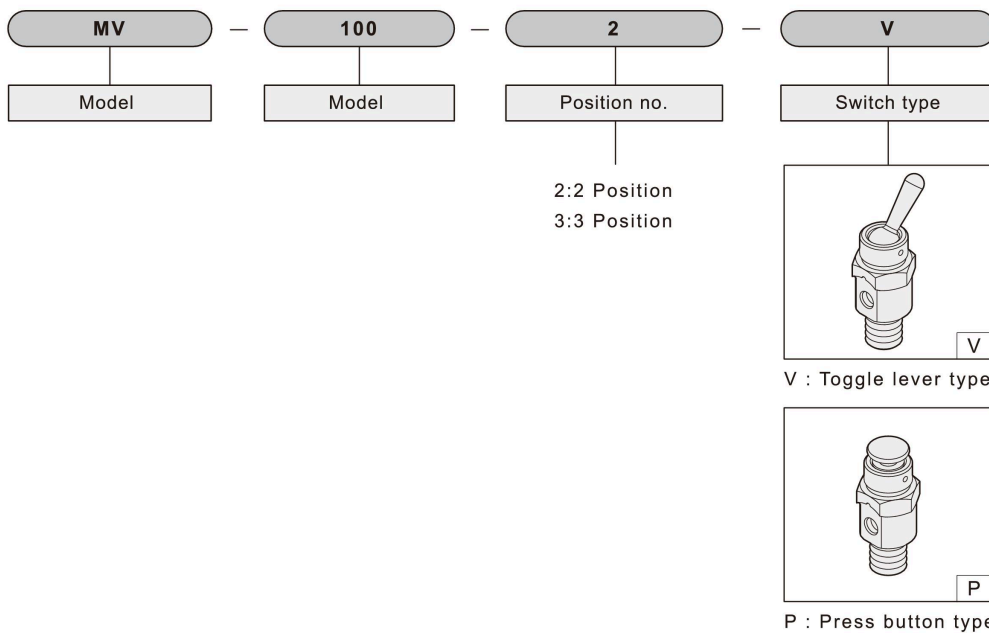 MV — 100 — 2 — V
Model Model Position no. Switch type
2:2 Position
3:3 Position
V
V : Toggle lever type
P
P : Press button type